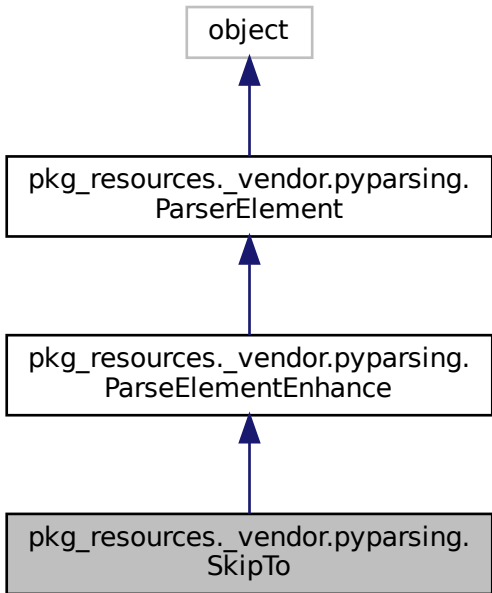 object
pkg_resources._vendor.pyparsing.
ParserElement
pkg_resources._vendor.pyparsing.
ParseElementEnhance
pkg_resources._vendor.pyparsing.
SkipTo